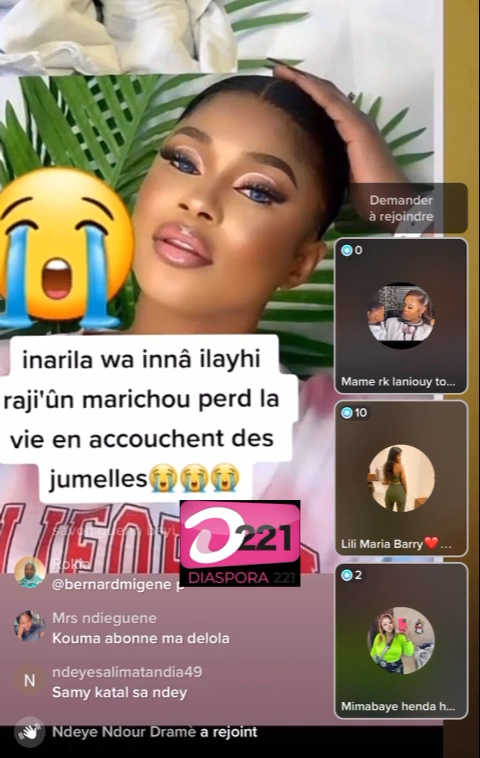 Demander
à rejoindre
0
Mame rk laniouy to...
inarila wa innâ ilayhi
raji'ûn marichou perd la
vie en accouchent des
jumelles😭😭😭
10
Lili Maria Barry❤️...
221
DIASPORA 221
Rokia
@bernardmigene p
Mrs ndieguene
Kouma abonne ma delola
2
N
ndeyesalimatandia49
Samy katal sa ndey
Mimabaye henda h...
Ndeye Ndour Dramè a rejoint